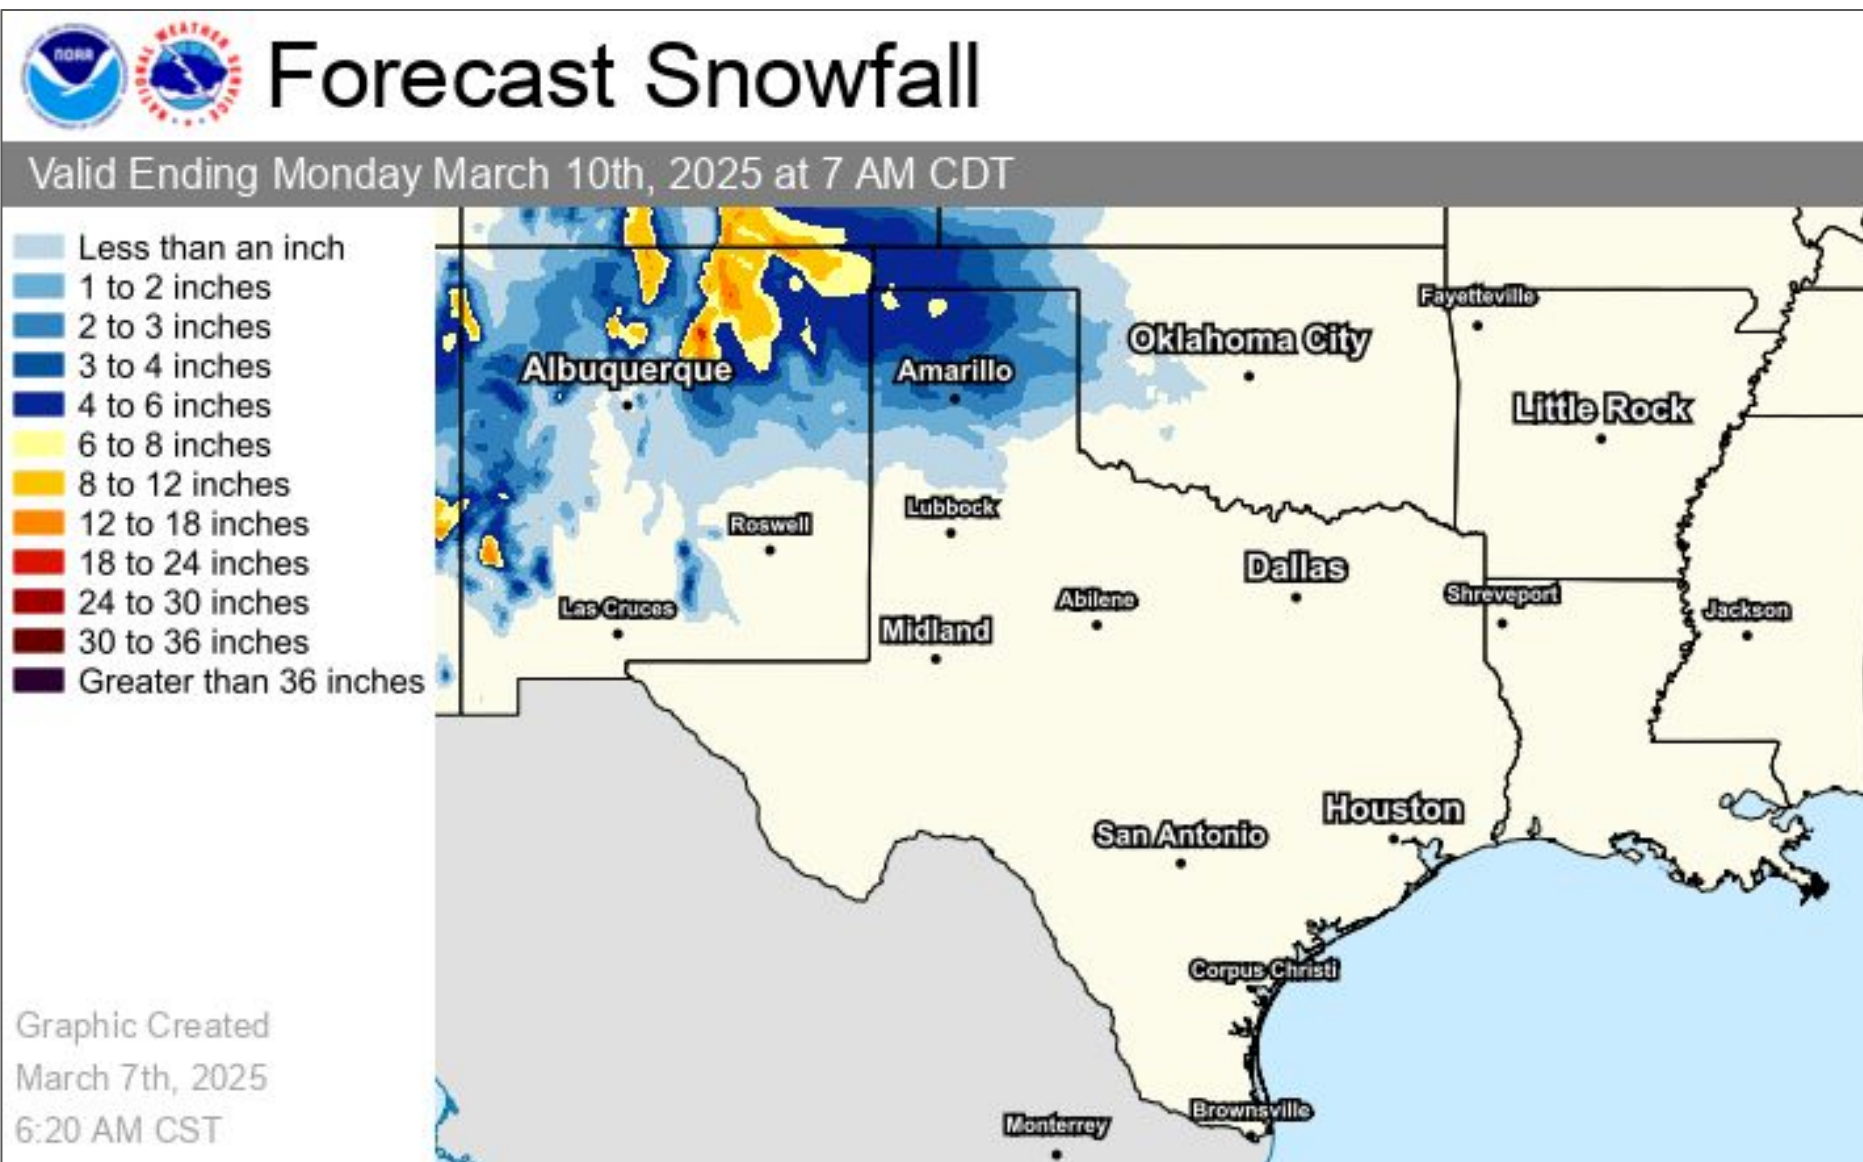 NOAA
NATIONAL WEATHER SERVICE
Forecast Snowfall
Valid Ending Monday March 10th, 2025 at 7 AM CDT
Less than an inch
1 to 2 inches
2 to 3 inches
3 to 4 inches
4 to 6 inches
6 to 8 inches
8 to 12 inches
12 to 18 inches
18 to 24 inches
24 to 30 inches
30 to 36 inches
Greater than 36 inches
Graphic Created
March 7th, 2025
6:20 AM CST
Fayetteville
Oklahoma City
Albuquerque
Amarillo
Little Rock
Lubbock
Roswell
Dallas
Shreveport
Abilene
Las Cruces
Jackson
Midland
Houston
San Antonio
Corpus Christi
Brownsville
Monterrey